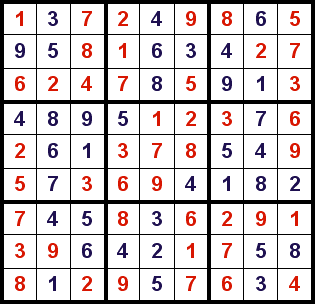 1 3 7 2 4 9 8 6 5
9 5 8 1 6 3 4 2 7
6 2 4 7 8 5 9 1 3
4 8 9 5 1 2 3 7 6
2 6 1 3 7 8 5 4 9
5 7 3 6 9 4 1 8 2
7 4 5 8 3 6 2 9 1
3 9 6 4 2 1 7 5 8
8 1 2 9 5 7 6 3 4